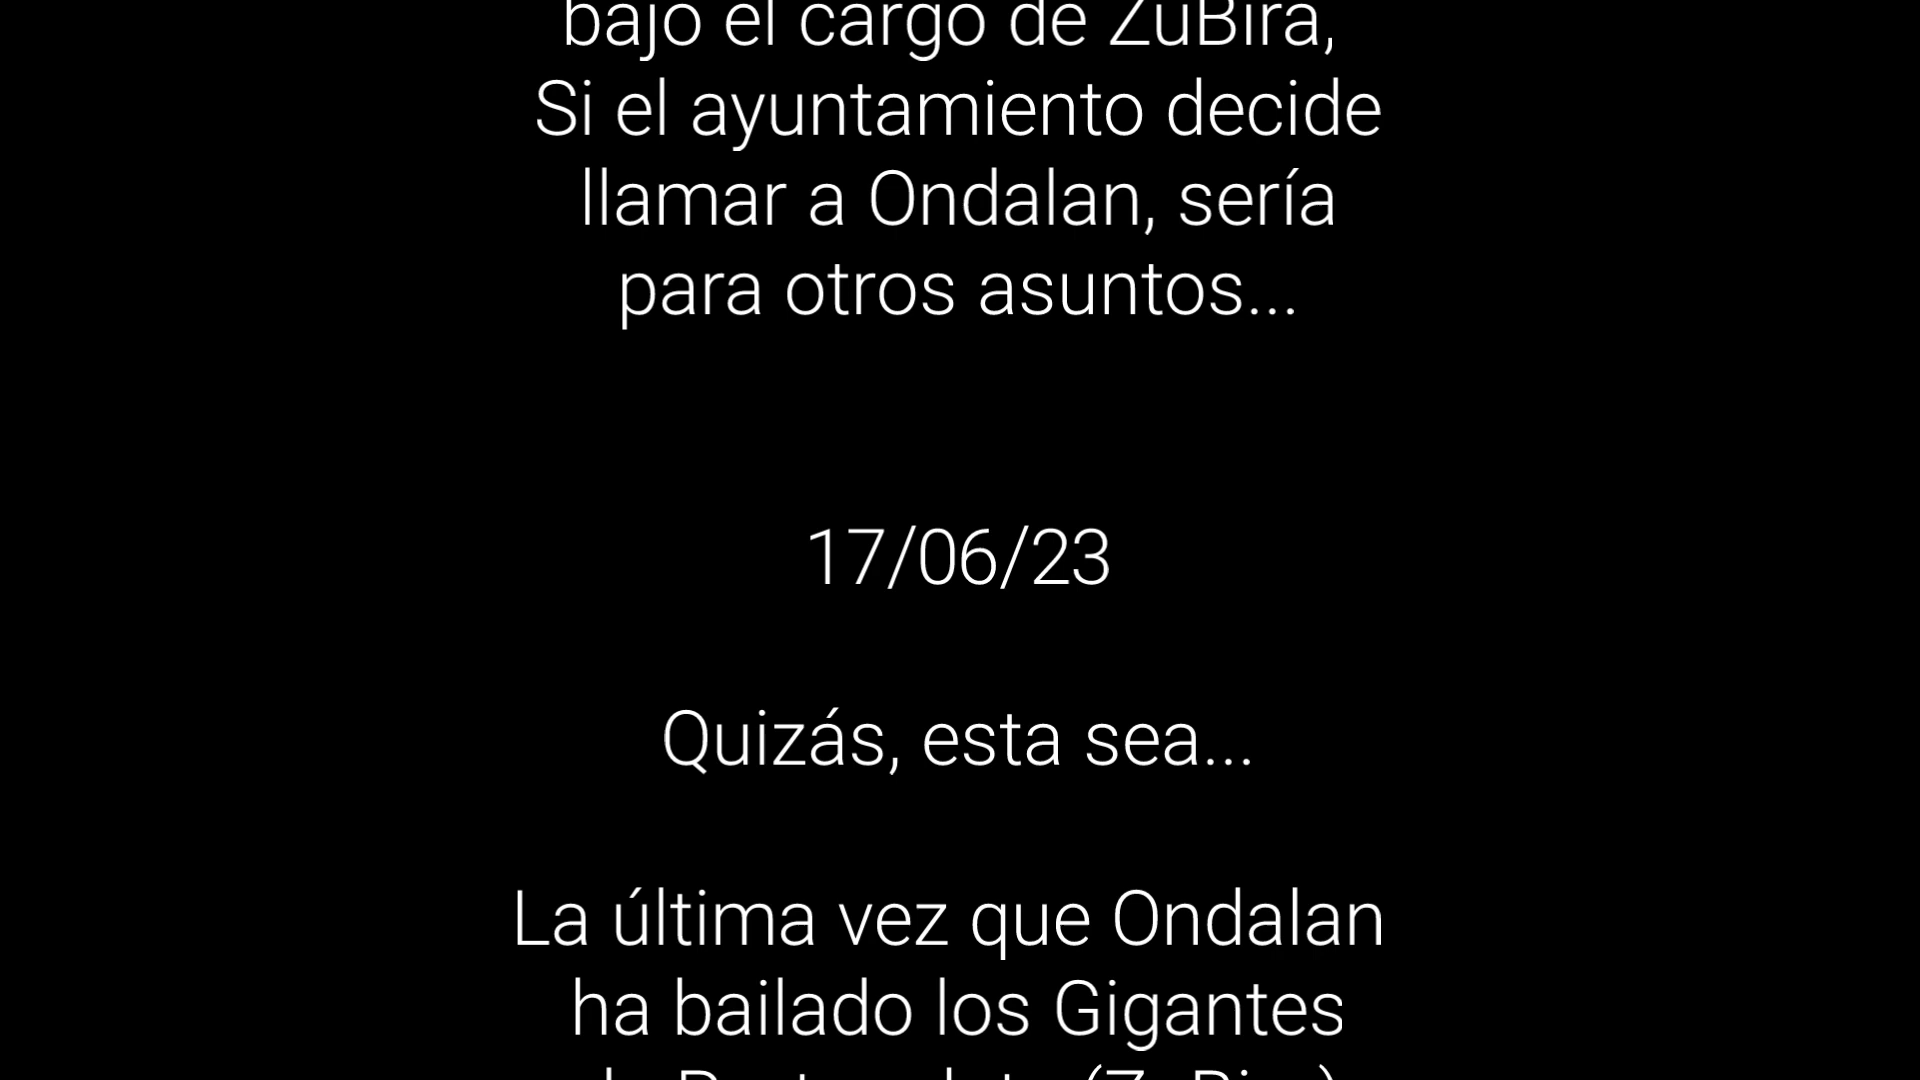 bajo el cargo de ZuBira,
Si el ayuntamiento decide
llamar a Ondalan, sería
para otros asuntos...
17/06/23
Quizás, esta sea...
La última vez que Ondalan
ha bailado los Gigantes